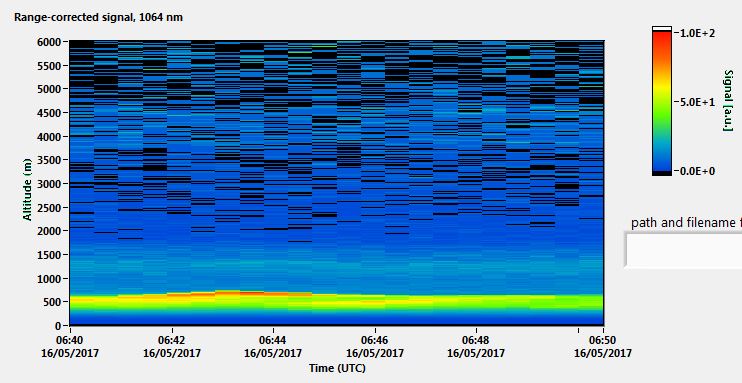 Range-corrected signal, 1064 nm
6000
5500
5000
4500
4000
3500
3000
2500
2000
1500
1000
500
0
Altitude (m)
06:40 06:42 06:44 06:46 06:48 06:50
16/05/2017 16/05/2017 16/05/2017 16/05/2017 16/05/2017 16/05/2017
Time (UTC)
1.0E+2
5.0E+1
0.0E+0
Signal [a.u.]
path and filename f